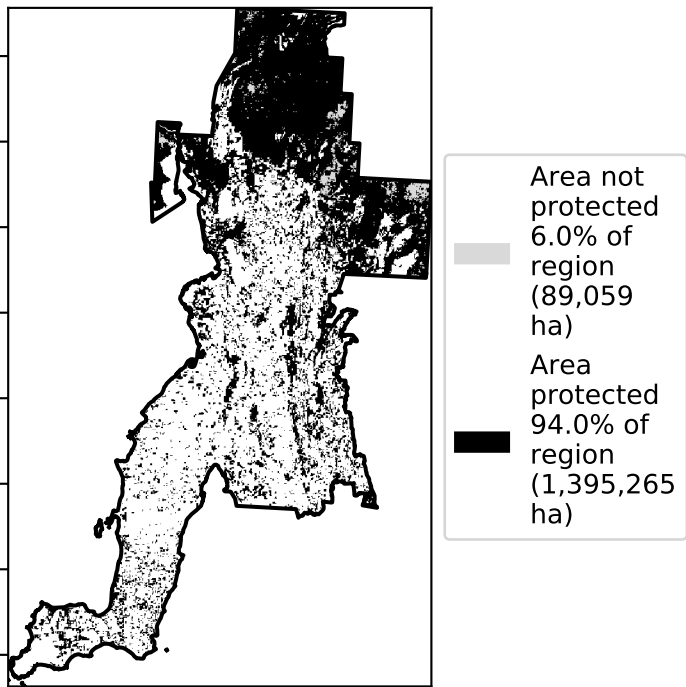 Area not
protected
6.0% of
region
(89,059
ha)
Area
protected
94.0% of
region
(1,395,265
ha)